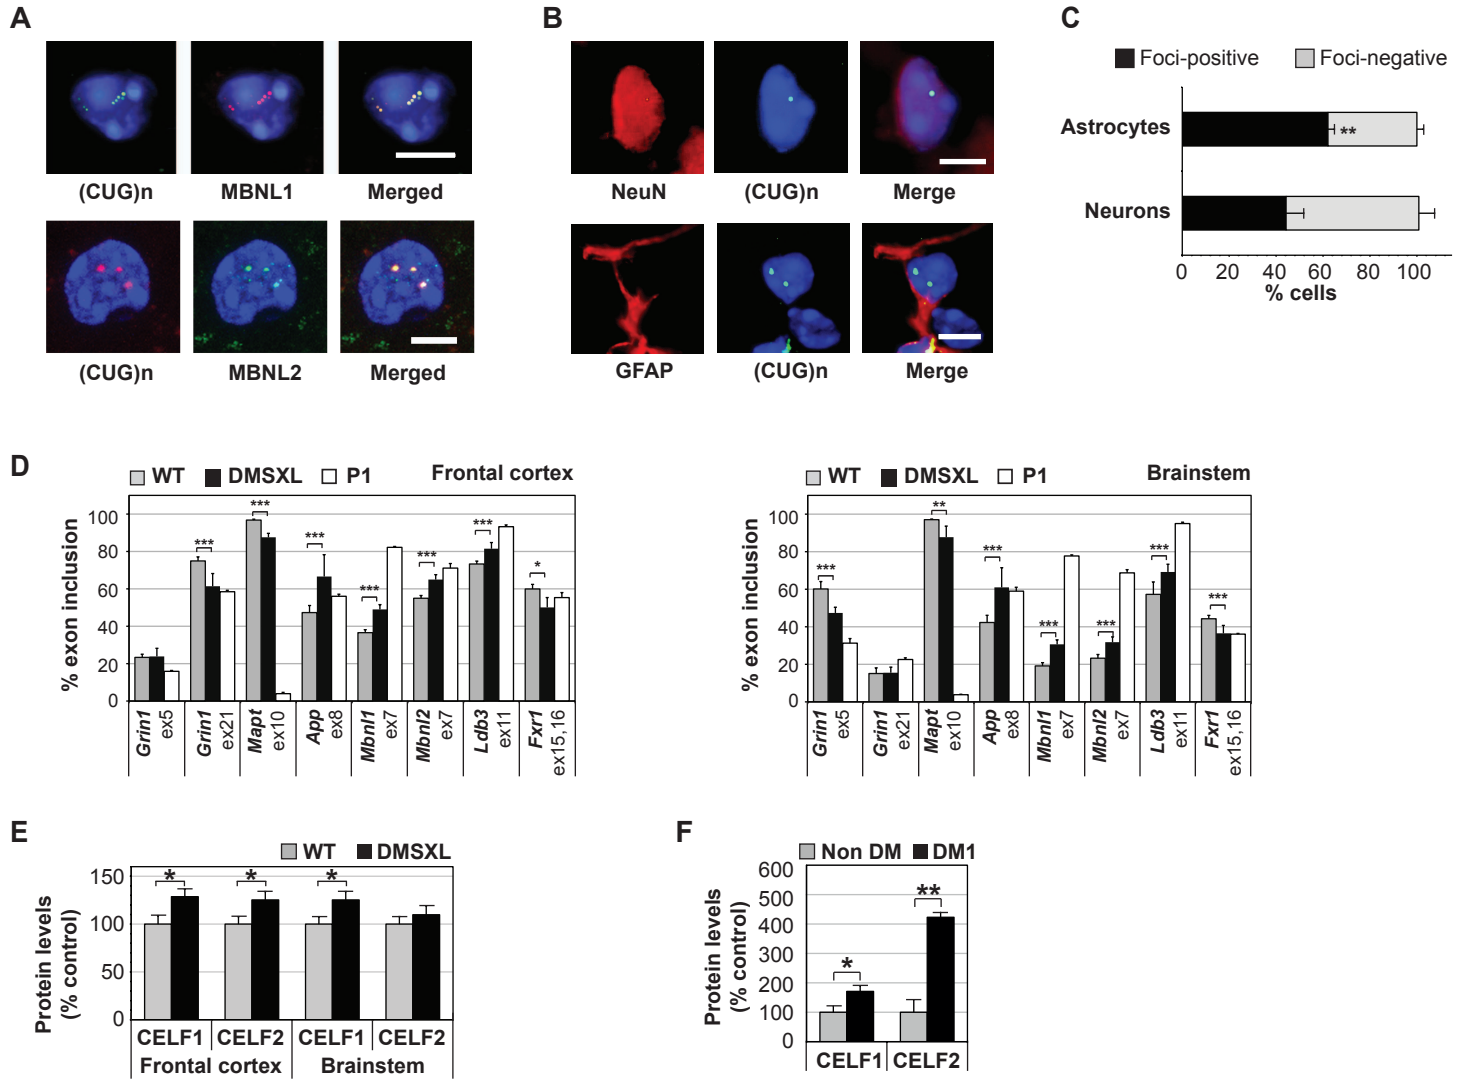 A
(CUG)n MBNL1 Merged
(CUG)n MBNL2 Merged
B
NeuN (CUG)n Merge
GFAP (CUG)n Merge
C
Foci-positive Foci-negative
Astrocytes
**
Neurons
0 20 40 60 80 100
% cells
D
WT DMSXL P1 Frontal cortex
% exon inclusion
100
80
60
40
20
0
*** *** *** *** *** *** *
Grin1 ex5
Grin1 ex21
Mapt ex10
App ex8
Mbnl1 ex7
Mbnl2 ex7
Ldb3 ex11
Fxr1 ex15,16
WT DMSXL P1 Brainstem
% exon inclusion
100
80
60
40
20
0
*** ** *** *** *** *** ***
Grin1 ex5
Grin1 ex21
Mapt ex10
App ex8
Mbnl1 ex7
Mbnl2 ex7
Ldb3 ex11
Fxr1 ex15,16
E
WT DMSXL
Protein levels
(% control)
150
100
50
0
* * *
CELF1 CELF2 CELF1 CELF2
Frontal cortex Brainstem
F
Non DM DM1
Protein levels
(% control)
600
500
400
300
200
100
0
* **
CELF1 CELF2